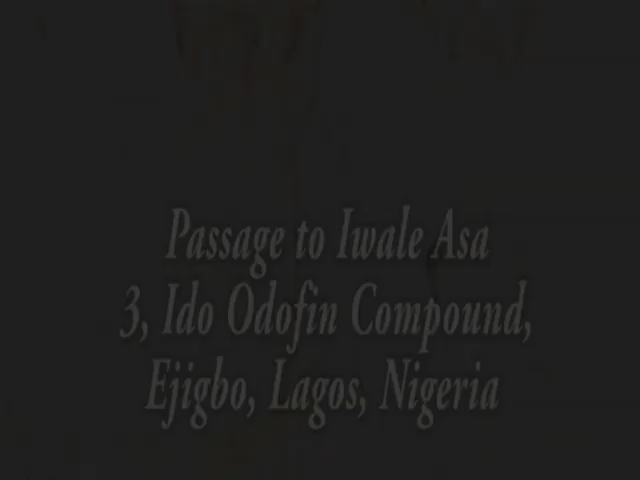 Passage to Iwale Asa
3, Ido Odofin Compound,
Ejigbo, Lagos, Nigeria